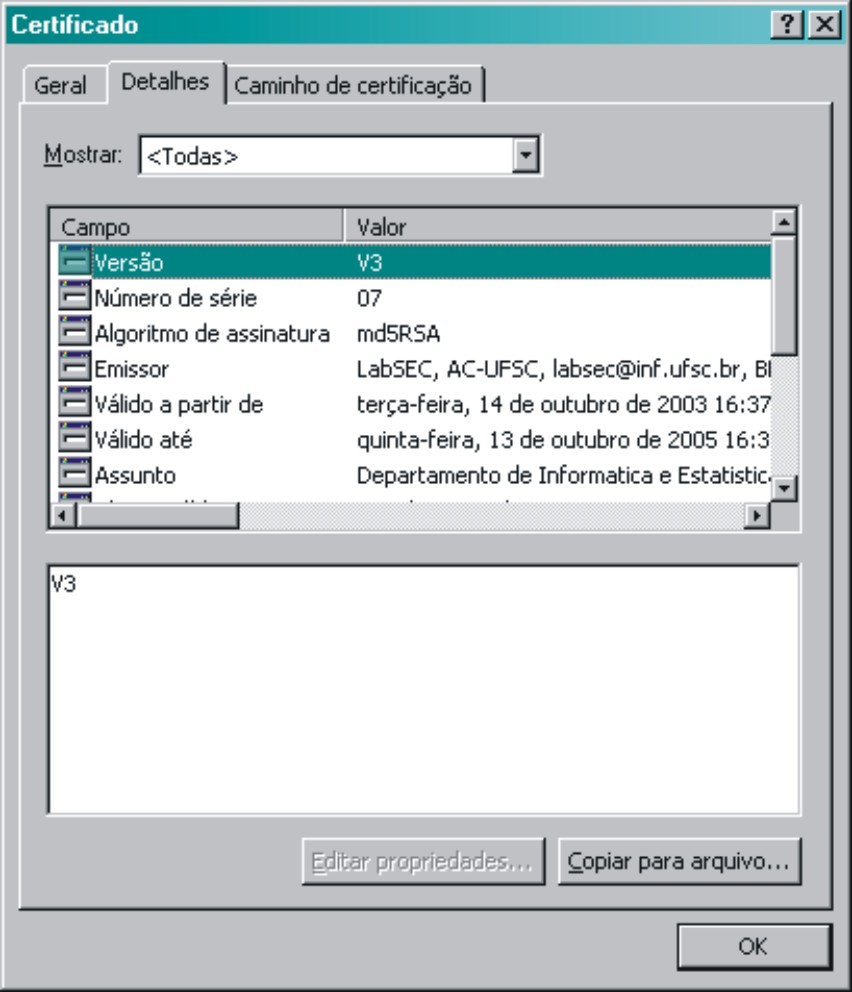 Certificado
Geral Detalhes Caminho de certificação
Mostrar: <Todas>
Campo Valor
Versão V3
Número de série 07
Algoritmo de assinatura md5RSA
Emissor LabSEC, AC-UFSC, labsec@inf.ufsc.br,
Válido a partir de terça-feira, 14 de outubro de 2003 16:37
Válido até quinta-feira, 13 de outubro de 2005 16:3
Assunto Departamento de Informatica e Estatistic
V3
Editar propriedades... Copiar para arquivo...
OK